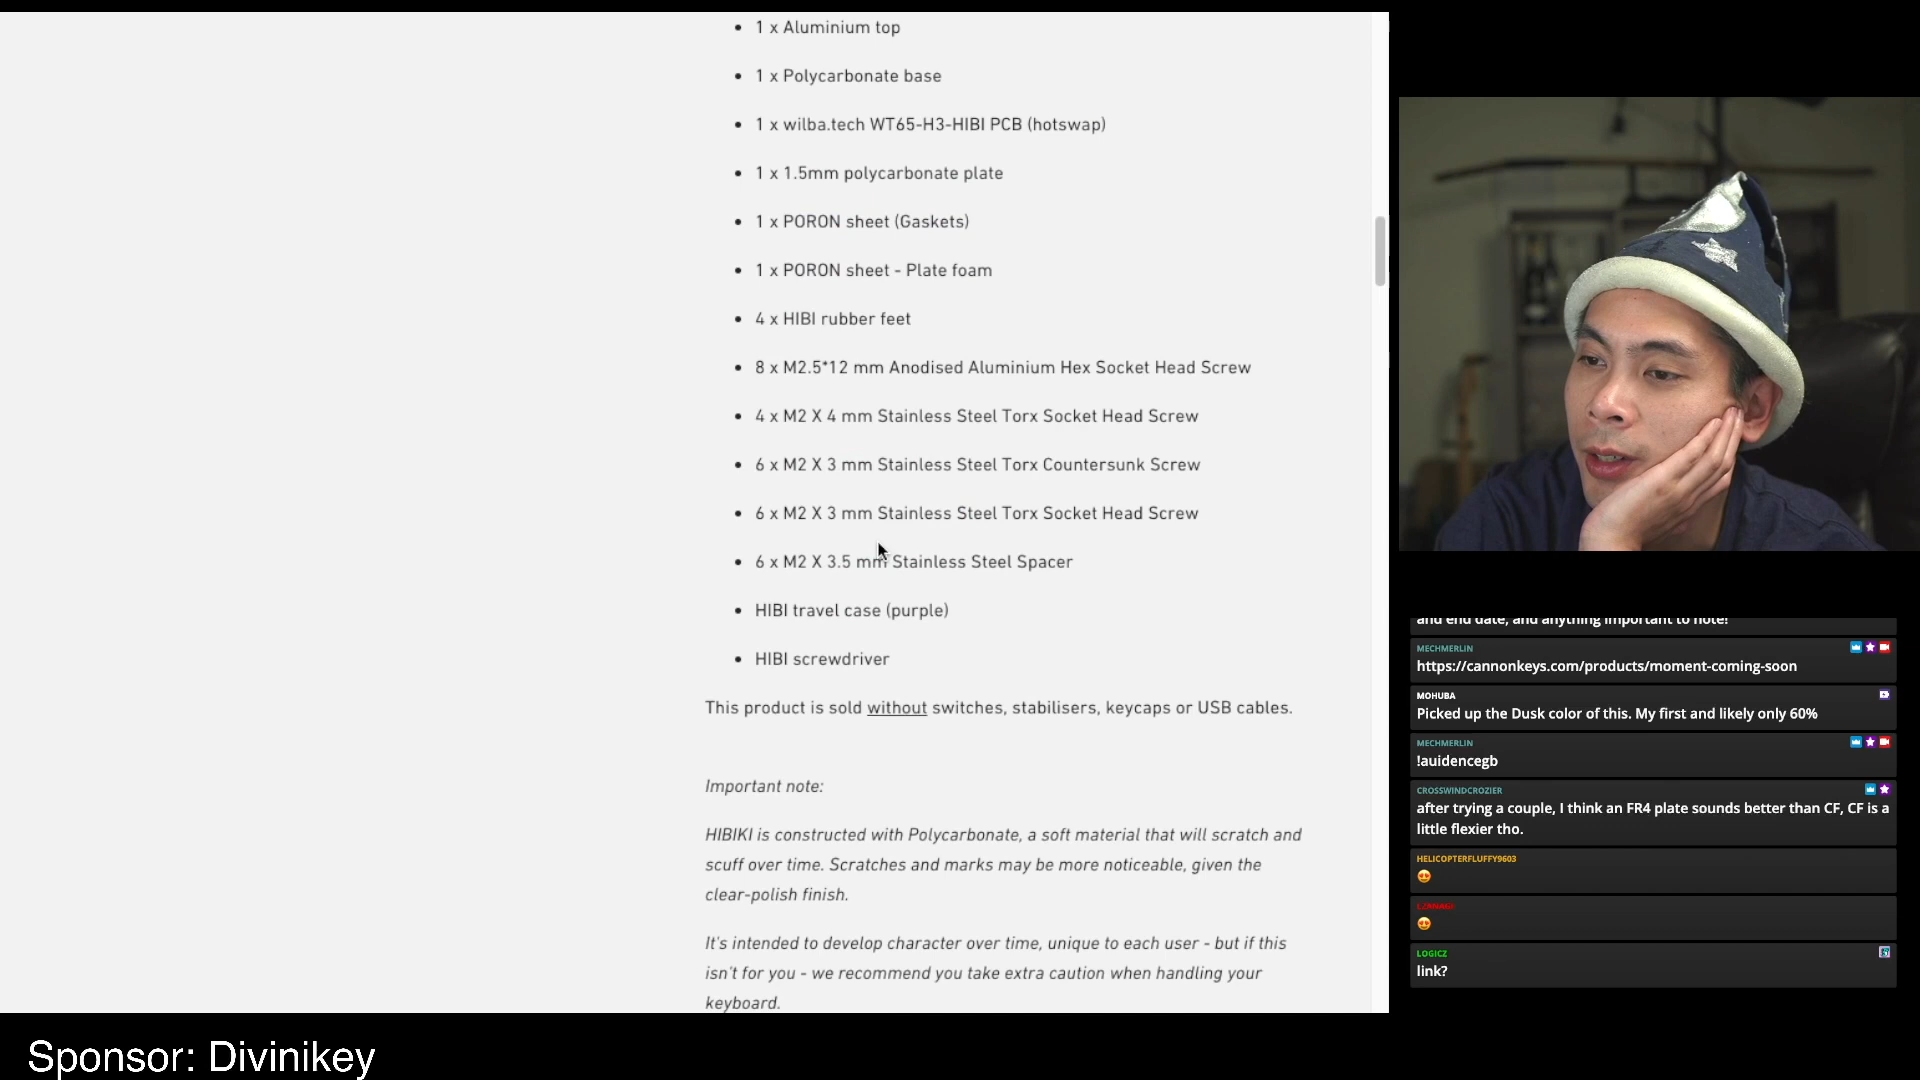 1 x Aluminium top
1 x Polycarbonate base
1 x wilba.tech WT65-H3-HIBI PCB (hotswap)
1 x 1.5mm polycarbonate plate
1 x PORON sheet (Gaskets)
1 x PORON sheet - Plate foam
4 x HIBI rubber feet
8 x M2.5*12 mm Anodised Aluminium Hex Socket Head Screw
4 x M2 X 4 mm Stainless Steel Torx Socket Head Screw
6 x M2 X 3 mm Stainless Steel Torx Countersunk Screw
6 x M2 X 3 mm Stainless Steel Torx Socket Head Screw
6 x M2 X 3.5 mm Stainless Steel Spacer
HIBI travel case (purple)
HIBI screwdriver
This product is sold without switches, stabilisers, keycaps or USB cables.
Important note:
HIBIKI is constructed with Polycarbonate, a soft material that will scratch and
scuff over time. Scratches and marks may be more noticeable, given the
clear-polish finish.
It's intended to develop character over time, unique to each user - but if this
isn't for you - we recommend you take extra caution when handling your
keyboard.
and end date, and anything important to note!
MECHMERLIN
https://cannonkeys.com/products/moment-coming-soon
MOHUBA
Picked up the Dusk color of this. My first and likely only 60%
MECHMERLIN
!auidencegb
CROSSWINDCROZIER
after trying a couple, I think an FR4 plate sounds better than CF, CF is a
little flexier tho.
HELICOPTERFLUFFY9603
LOGICZ
link?
Sponsor: Divinikey